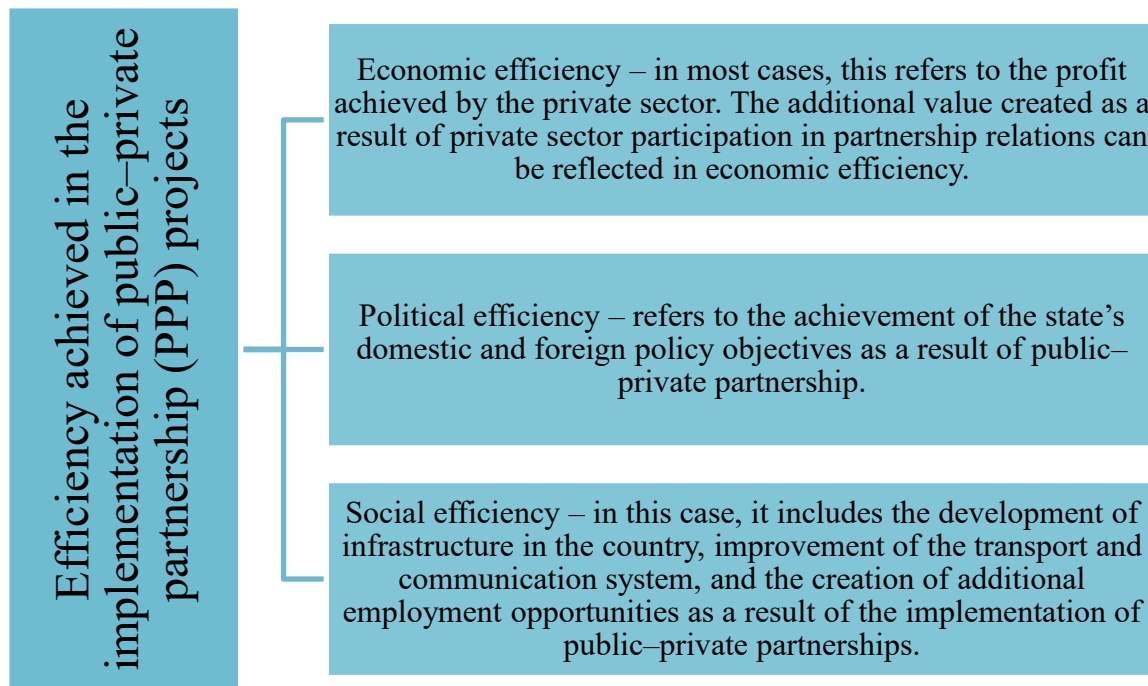 Efficiency achieved in the
implementation of public–private
partnership (PPP) projects
Economic efficiency – in most cases, this refers to the profit
achieved by the private sector. The additional value created as a
result of private sector participation in partnership relations can
be reflected in economic efficiency.
Political efficiency – refers to the achievement of the state’s
domestic and foreign policy objectives as a result of public–
private partnership.
Social efficiency – in this case, it includes the development of
infrastructure in the country, improvement of the transport and
communication system, and the creation of additional
employment opportunities as a result of the implementation of
public–private partnerships.